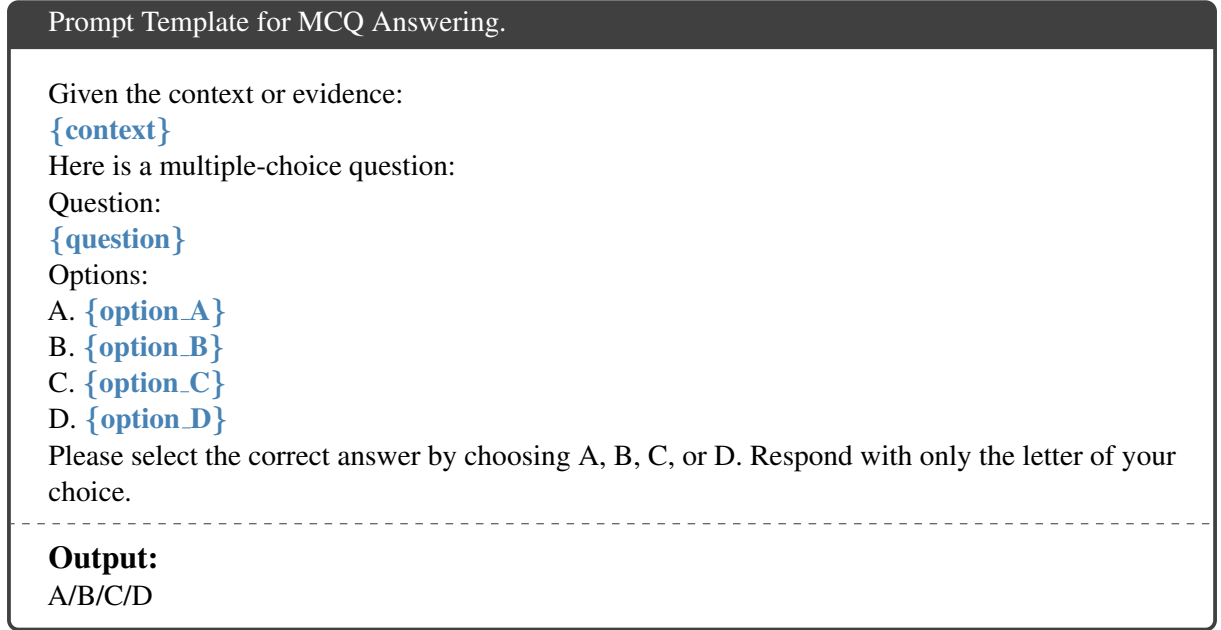 Prompt Template for MCQ Answering.
Given the context or evidence:
{context}
Here is a multiple-choice question:
Question:
{question}
Options:
A. {option_A}
B. {option_B}
C. {option_C}
D. {option_D}
Please select the correct answer by choosing A, B, C, or D. Respond with only the letter of your
choice.
Output:
A/B/C/D